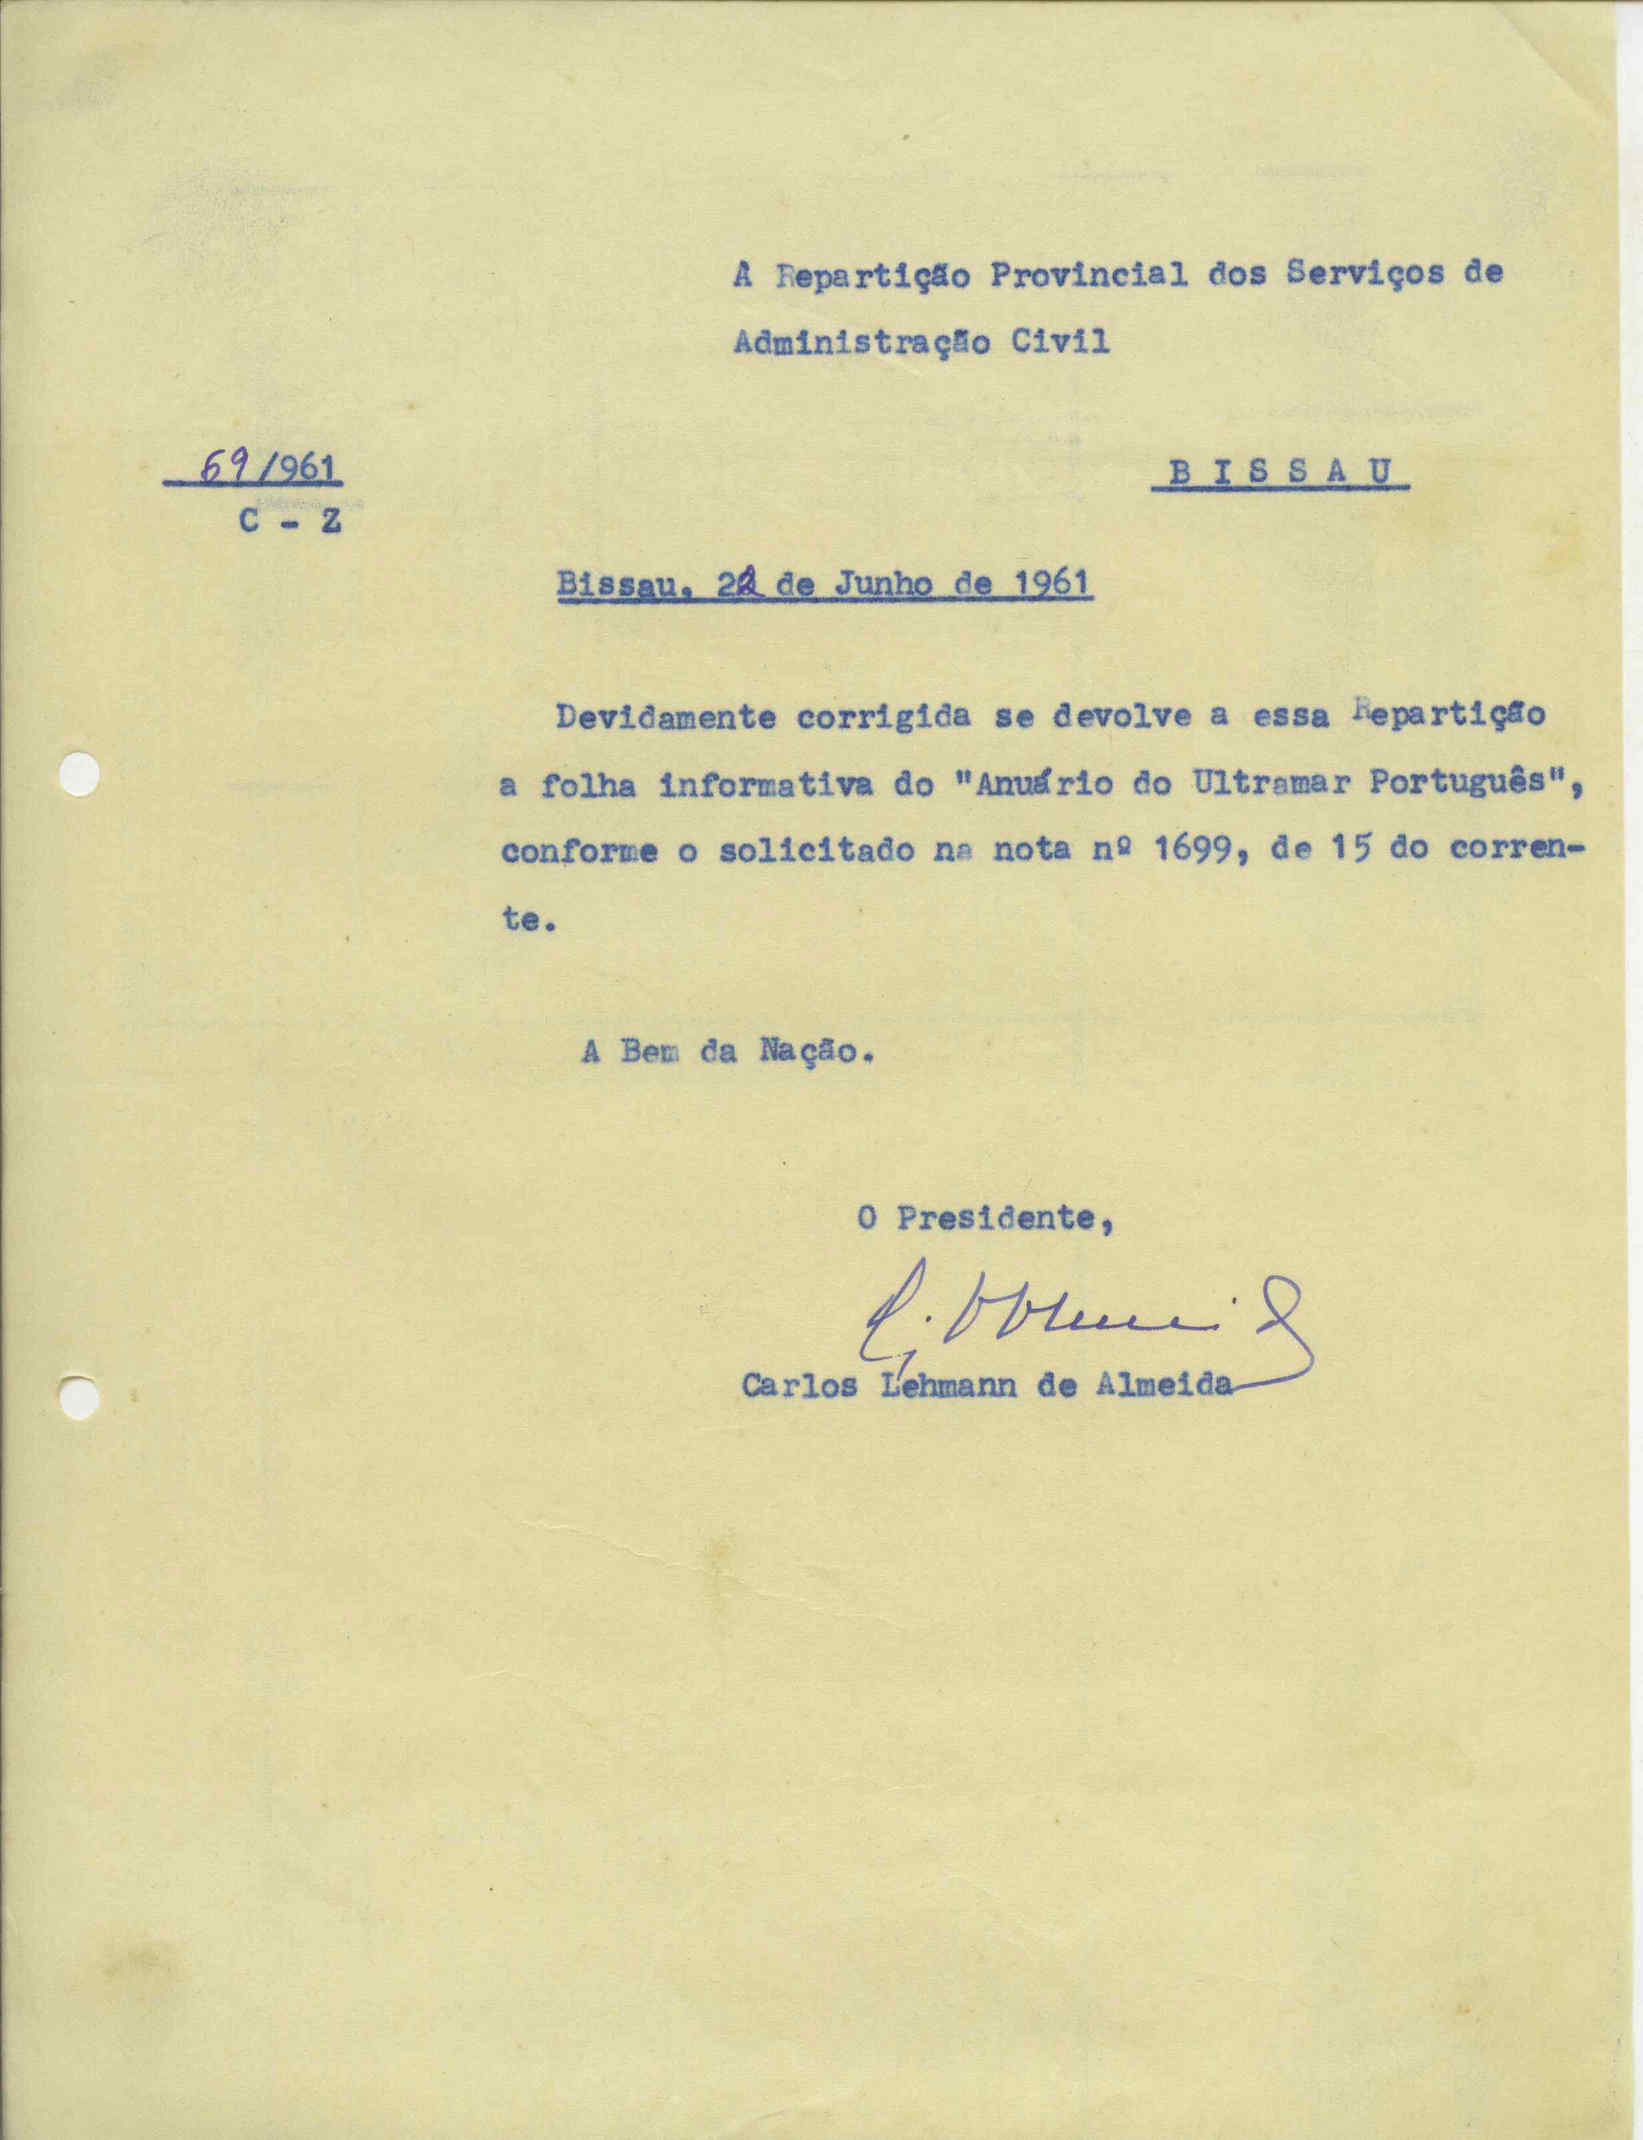 À Repartição Provincial dos Serviços de
Administração Civil
69/961
C - Z
B I S S A U
Bissau, 22 de Junho de 1961
Devidamente corrigida se devolve a essa Repartição
a folha informativa do "Anuário do Ultramar Português",
conforme o solicitado na nota nº 1699, de 15 do corren-
te.
A Bem da Nação.
O Presidente,
Carlos Lehmann de Almeida